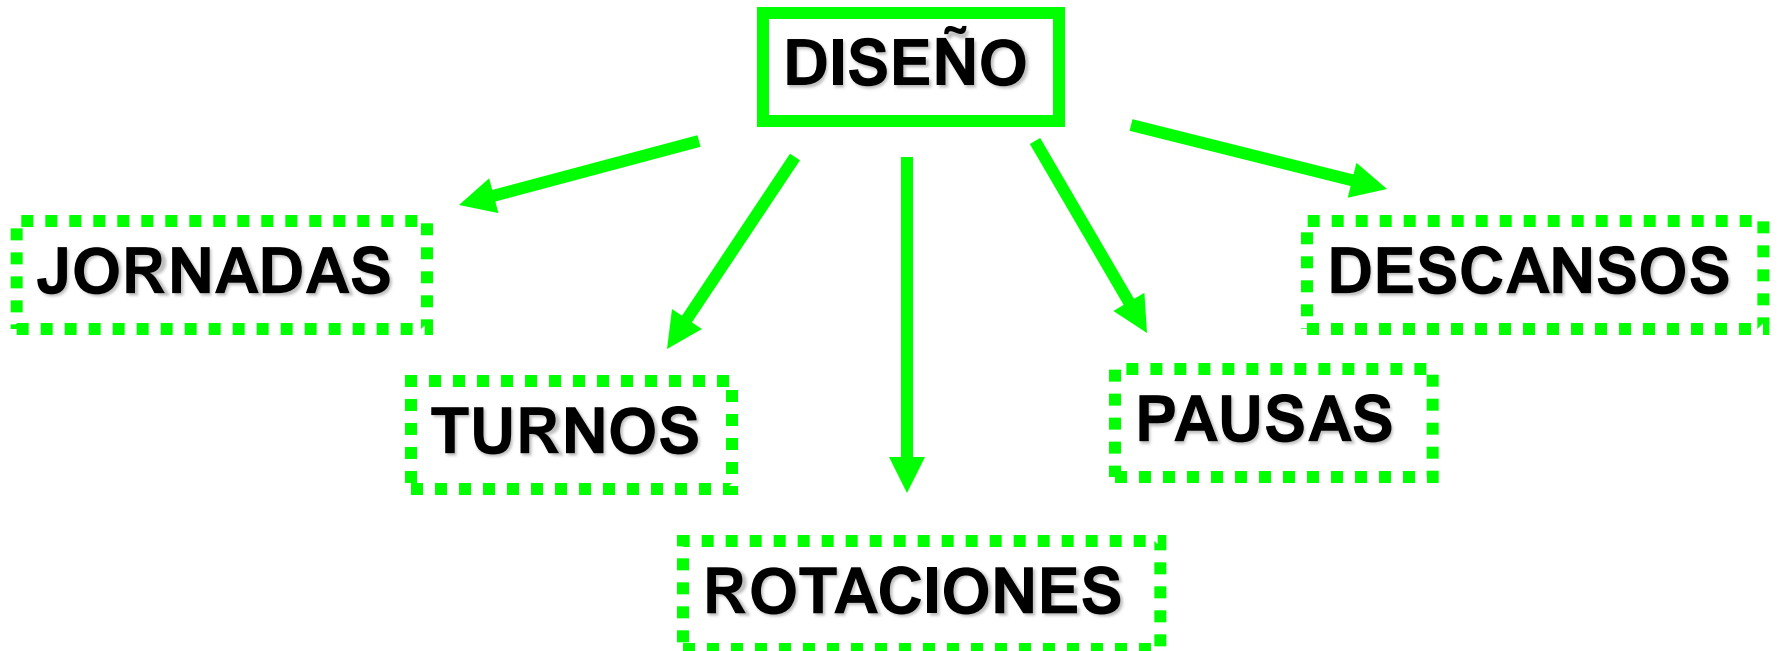 DISEÑO
JORNADAS
DESCANSOS
TURNOS
PAUSAS
ROTACIONES